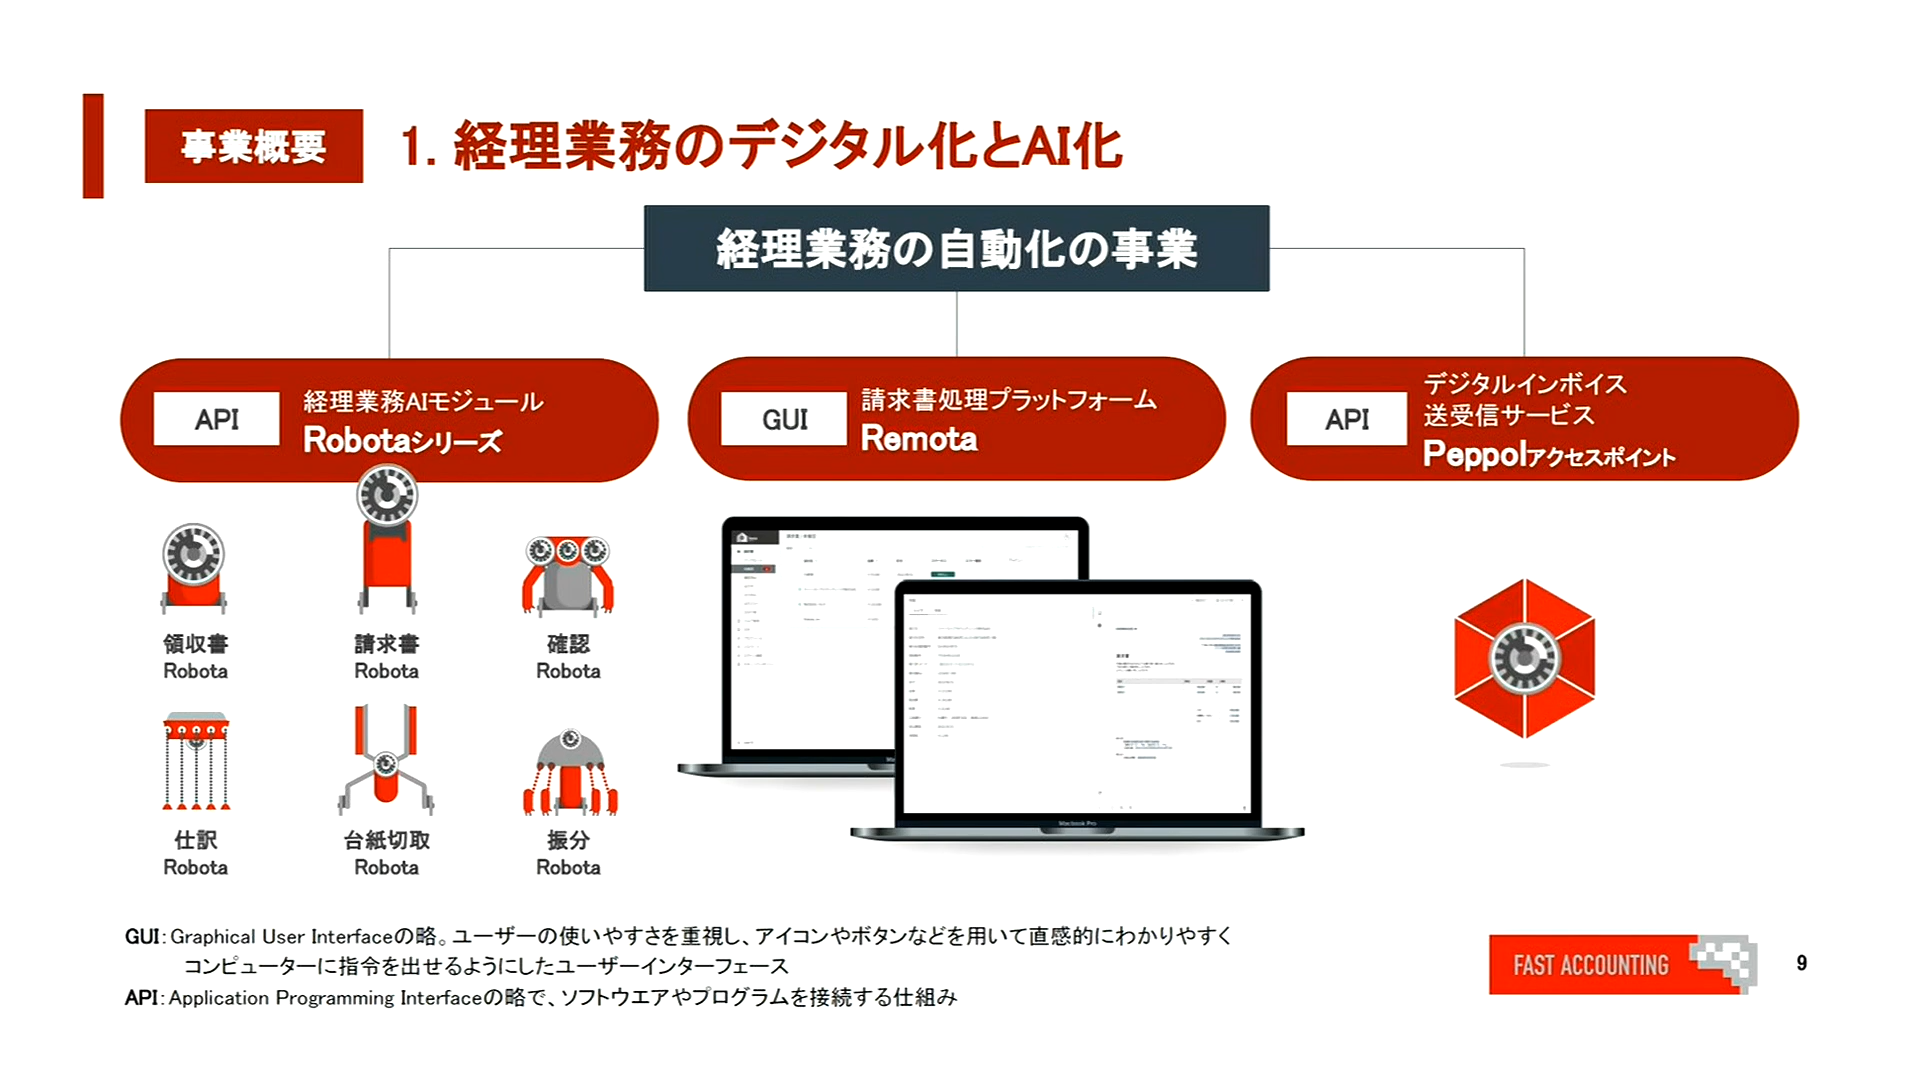 事業概要
1. 経理業務のデジタル化とAI化
経理業務の自動化の事業
API
経理業務AIモジュール
Robotaシリーズ
GUI
請求書処理プラットフォーム
Remota
API
デジタルインボイス
送受信サービス
Peppolアクセスポイント
領収書
Robota
請求書
Robota
確認
Robota
仕訳
Robota
台紙切取
Robota
振分
Robota
Macbook Pro
GUI：Graphical User Interfaceの略。ユーザーの使いやすさを重視し、アイコンやボタンなどを用いて直感的にわかりやすく
コンピューターに指令を出せるようにしたユーザーインターフェース
API：Application Programming Interfaceの略で、ソフトウエアやプログラムを接続する仕組み
FAST ACCOUNTING
9